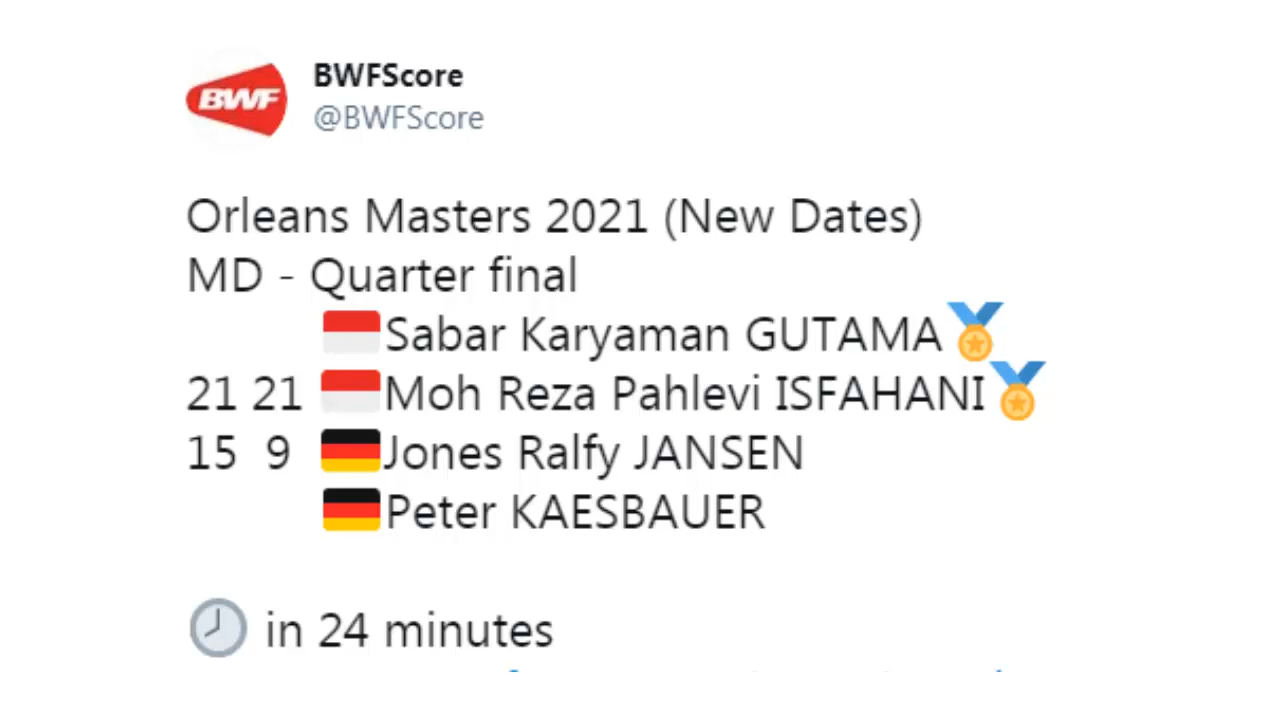 BWF
BWFScore
@BWFScore
Orleans Masters 2021 (New Dates)
MD - Quarter final
Sabar Karyaman GUTAMA
21 21 Moh Reza Pahlevi ISFAHANI
15 9 Jones Ralfy JANSEN
Peter KAESBAUER
in 24 minutes